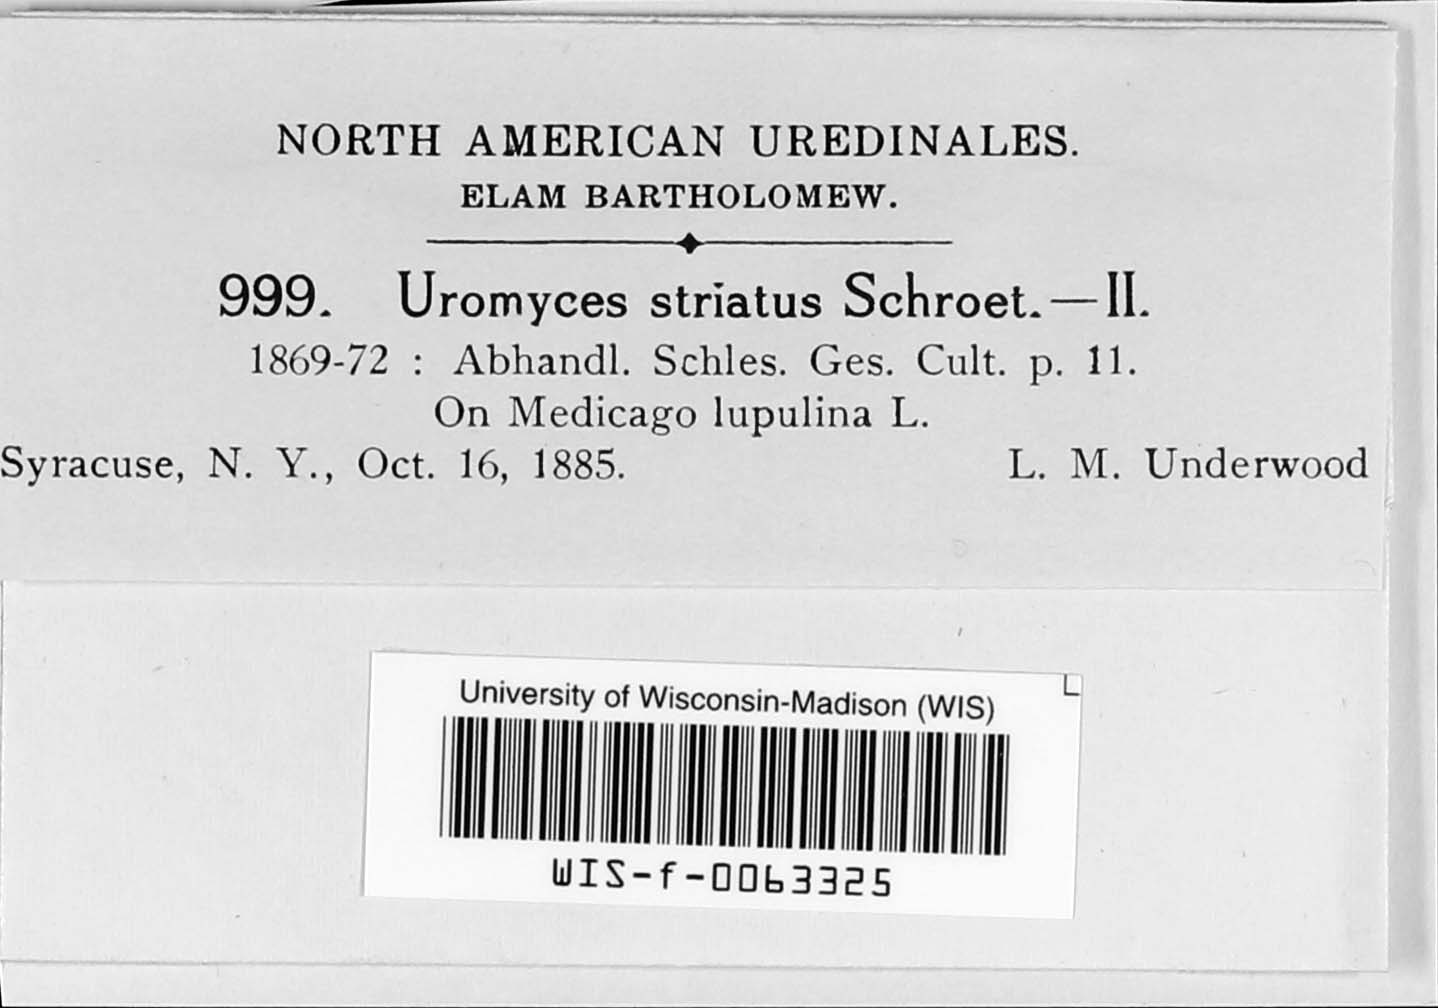 NORTH AMERICAN UREDINALES.
ELAM BARTHOLOMEW.
999. Uromyces striatus Schroet.—II.
1869-72 : Abhandl. Schles. Ges. Cult. p. 11.
On Medicago lupulina L.
Syracuse, N. Y., Oct. 16, 1885. L. M. Underwood
University of Wisconsin-Madison (WIS)
WIS-f-0063325